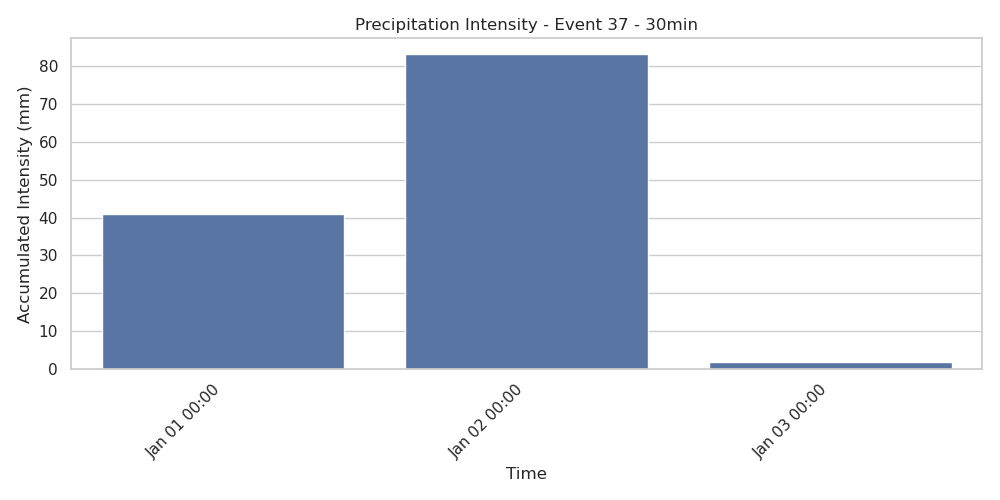 Precipitation Intensity - Event 37 - 30min
Accumulated Intensity (mm)
80
70
60
50
40
30
20
10
0
Jan 01 00:00
Jan 02 00:00
Jan 03 00:00
Time